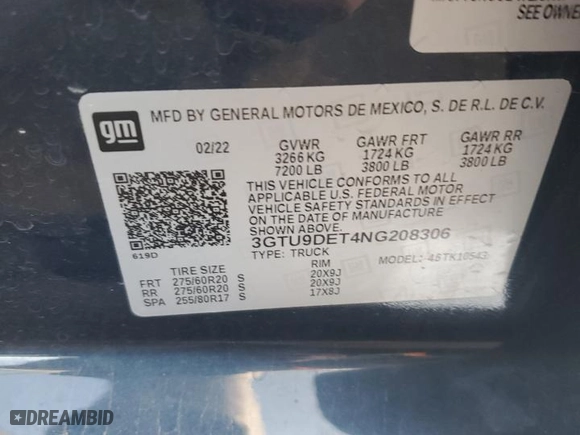 SEE OWNE
gm
MFD BY GENERAL MOTORS DE MEXICO, S. DE R.L. DE C.V.
02/22 GVWR GAWR FRT GAWR RR
3266 KG 1724 KG 1724 KG
7200 LB 3800 LB 3800 LB
THIS VEHICLE CONFORMS TO ALL
APPLICABLE U.S. FEDERAL MOTOR
VEHICLE SAFETY STANDARDS IN EFFECT
ON THE DATE OF MANUFACTURE
SHOWN ABOVE.
3GTU9DET4NG208306
619D
TYPE: TRUCK MODEL: 4STK10543
TIRE SIZE RIM
FRT 275/60R20 S 20X9J
RR 275/60R20 S 20X9J
SPA 255/80R17 S 17X8J
DREAMBID